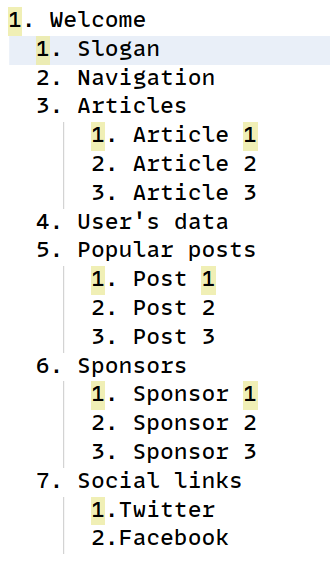 1. Welcome
1. Slogan
2. Navigation
3. Articles
1. Article 1
2. Article 2
3. Article 3
4. User's data
5. Popular posts
1. Post 1
2. Post 2
3. Post 3
6. Sponsors
1. Sponsor 1
2. Sponsor 2
3. Sponsor 3
7. Social links
1.Twitter
2.Facebook